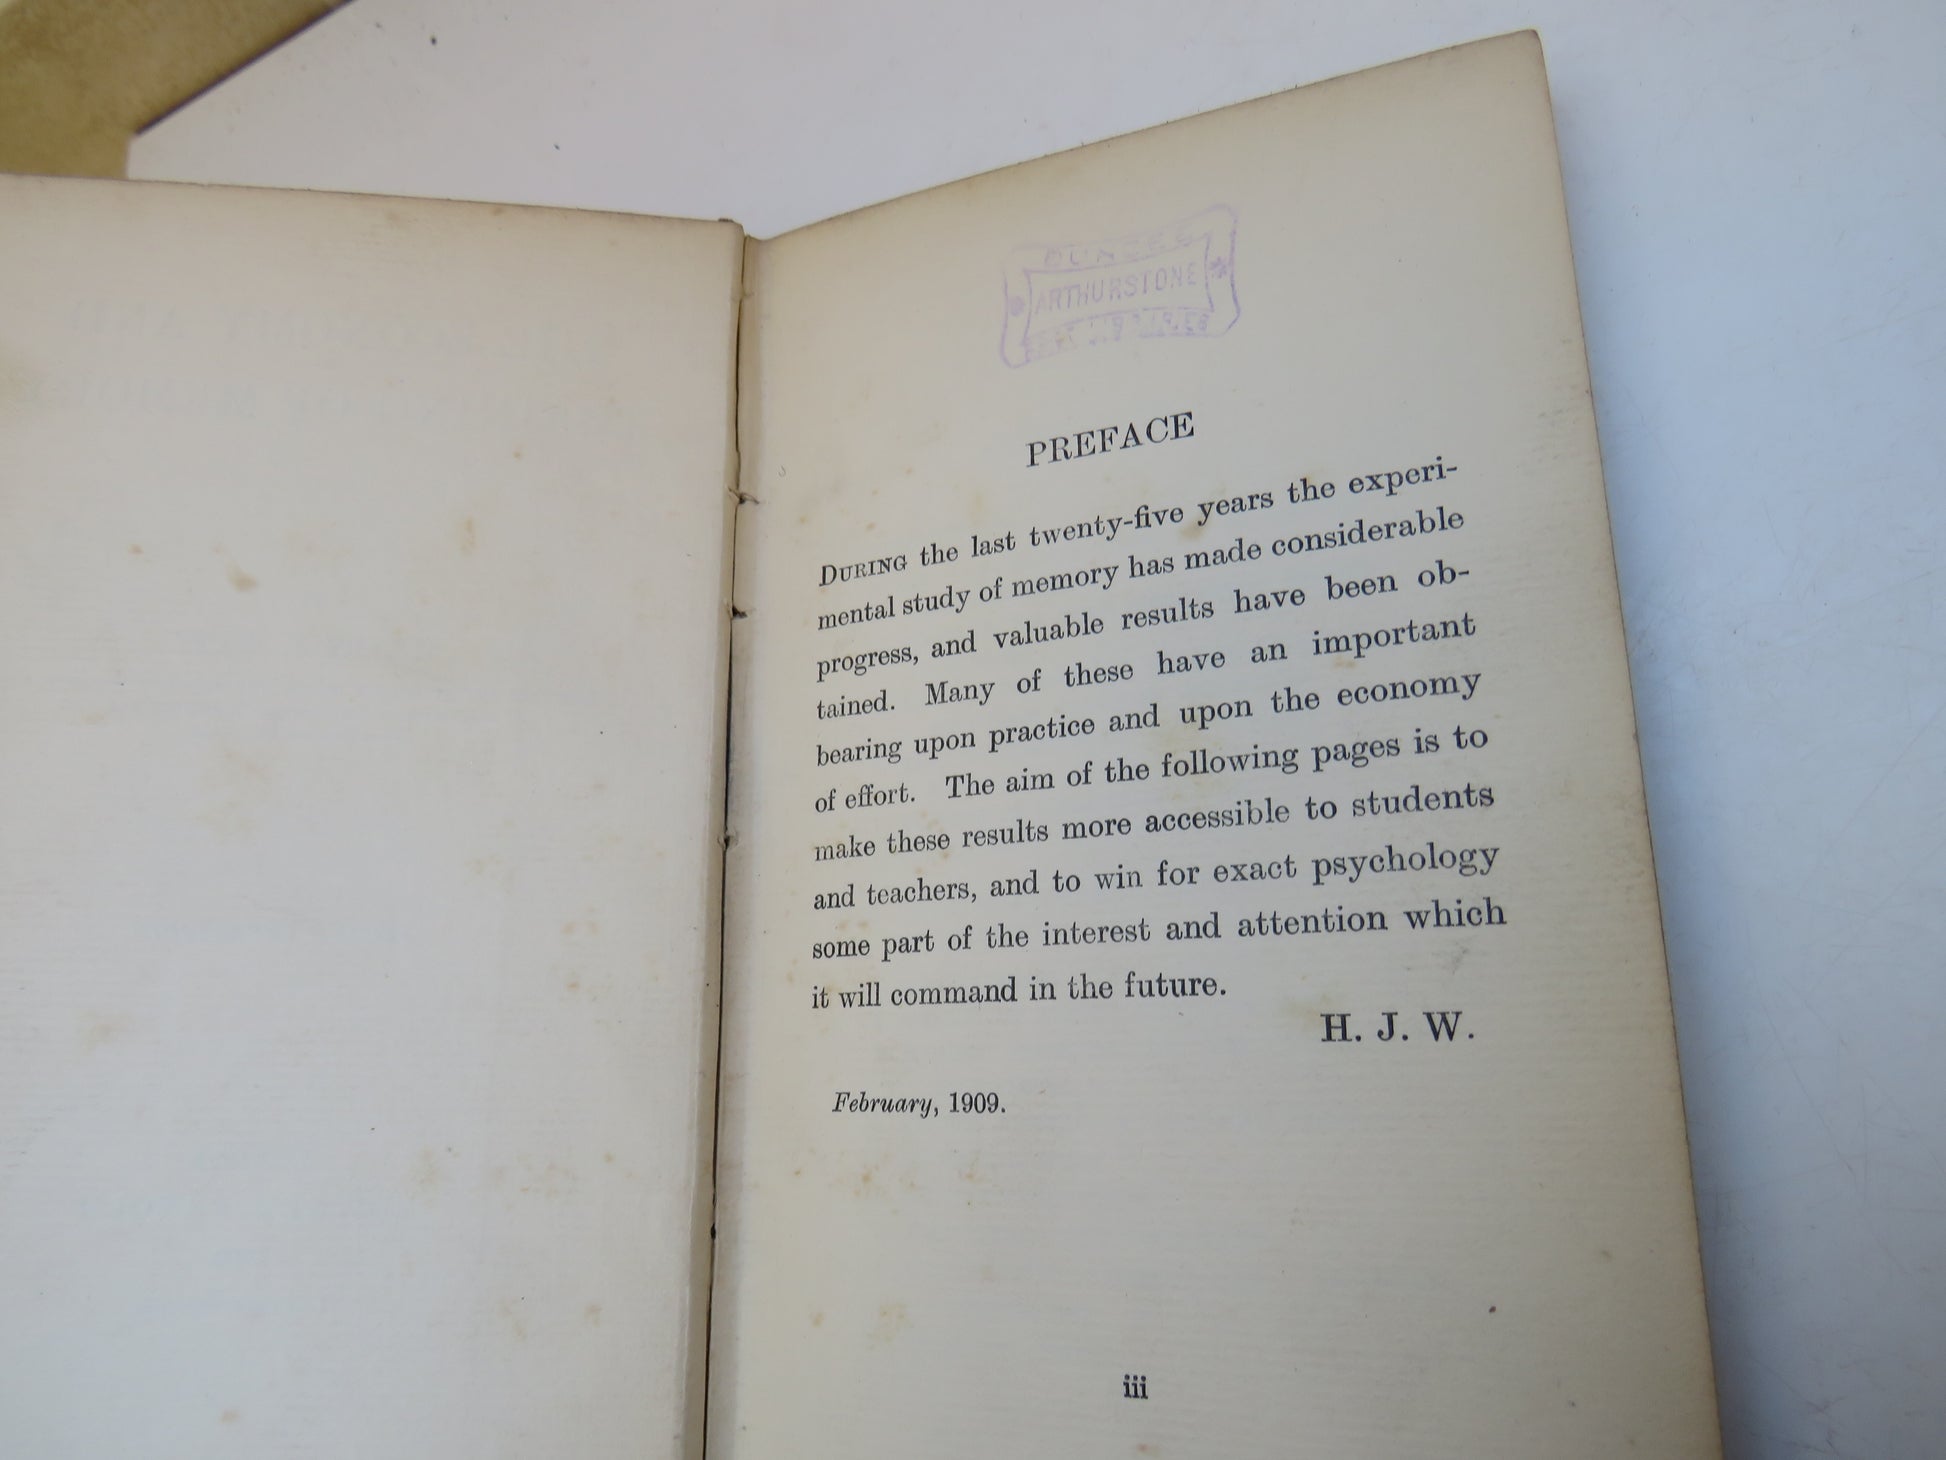 DUNDEE
ARTHURSTONE
LIBRARIES
PREFACE
DURING the last twenty-five years the experi-
mental study of memory has made considerable
progress, and valuable results have been ob-
tained. Many of these have an important
bearing upon practice and upon the economy
of effort. The aim of the following pages is to
make these results more accessible to students
and teachers, and to win for exact psychology
some part of the interest and attention which
it will command in the future.
H. J. W.
February, 1909.
iii